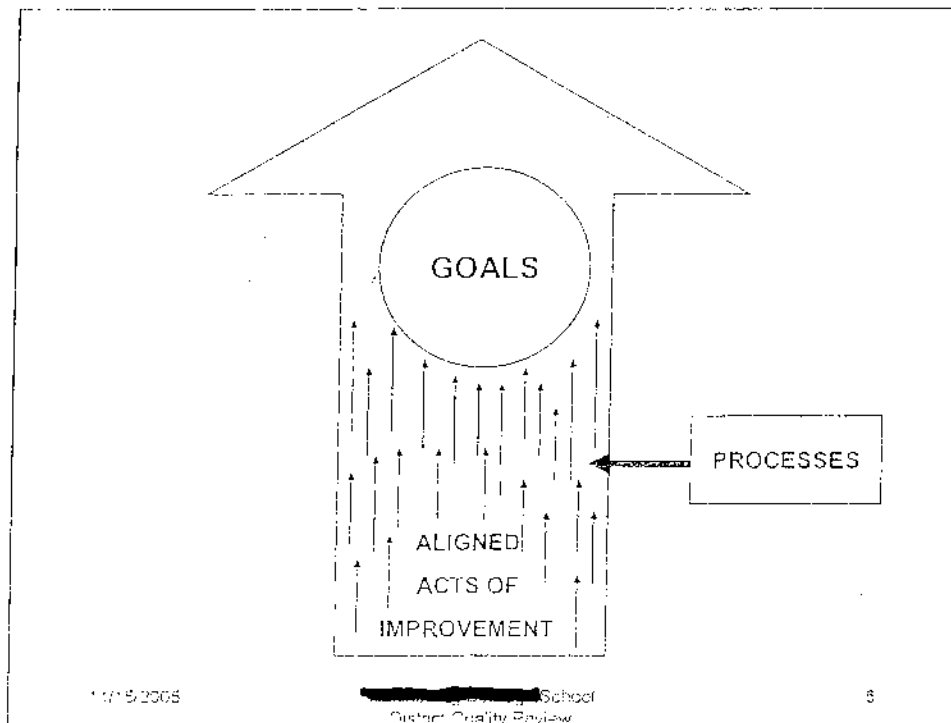 GOALS
PROCESSES
ALIGNED
ACTS OF
IMPROVEMENT
School
District Quality Review